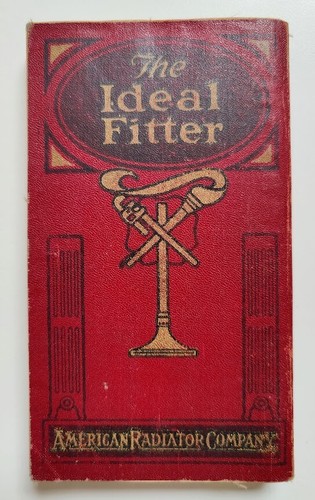 The
Ideal
Fitter
AMERICAN RADIATOR COMPANY